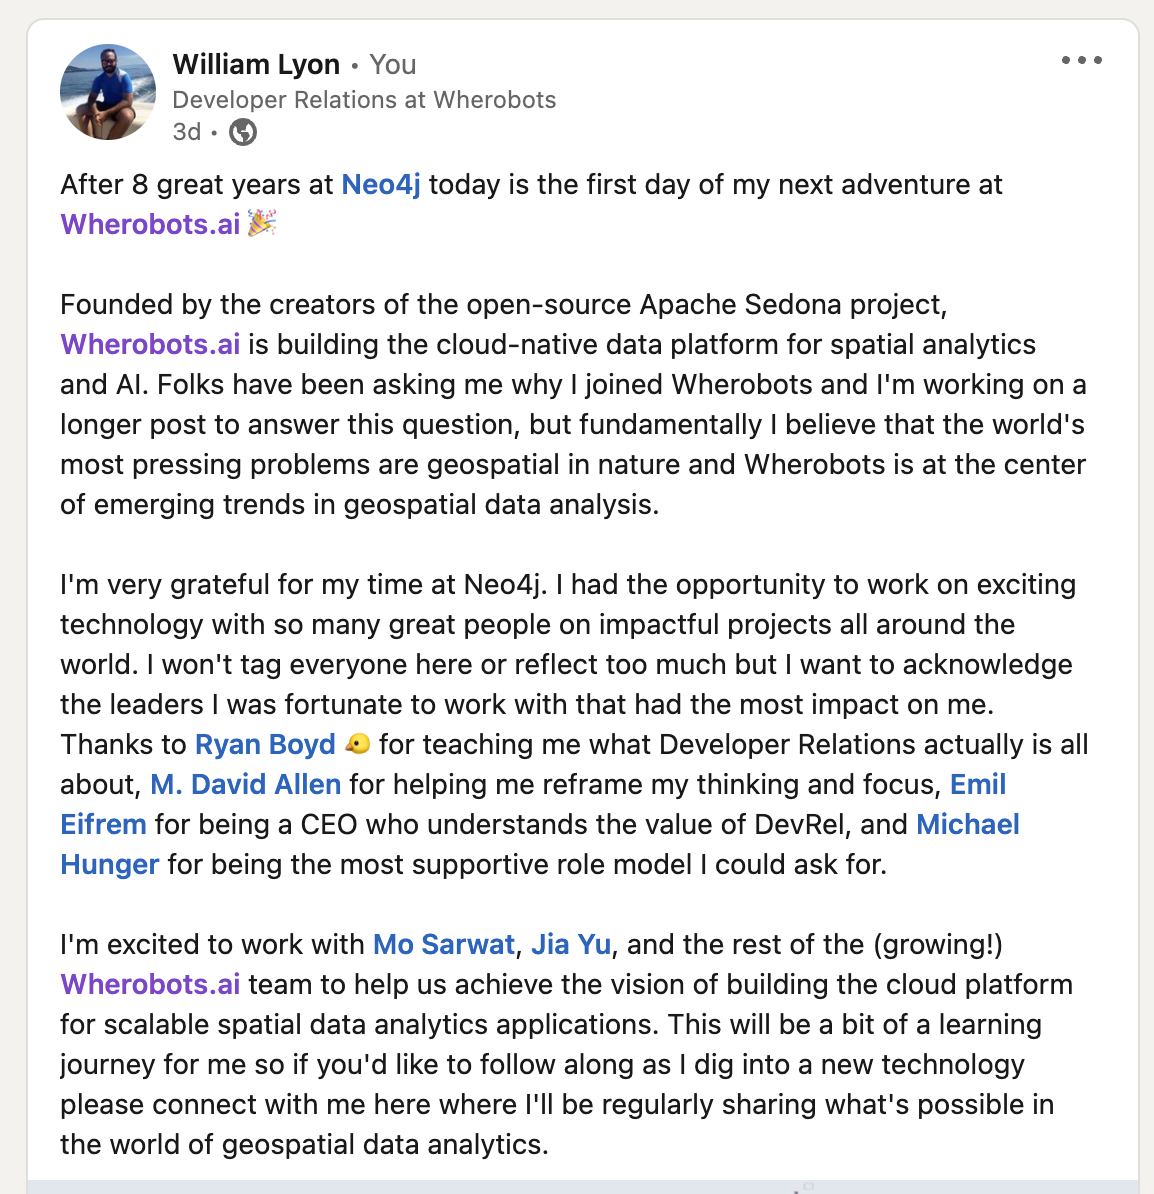 William Lyon • You
Developer Relations at Wherobots
3d •
After 8 great years at Neo4j today is the first day of my next adventure at
Wherobots.ai 🎉
Founded by the creators of the open-source Apache Sedona project,
Wherobots.ai is building the cloud-native data platform for spatial analytics
and AI. Folks have been asking me why I joined Wherobots and I'm working on a
longer post to answer this question, but fundamentally I believe that the world's
most pressing problems are geospatial in nature and Wherobots is at the center
of emerging trends in geospatial data analysis.
I'm very grateful for my time at Neo4j. I had the opportunity to work on exciting
technology with so many great people on impactful projects all around the
world. I won't tag everyone here or reflect too much but I want to acknowledge
the leaders I was fortunate to work with that had the most impact on me.
Thanks to Ryan Boyd 🐤 for teaching me what Developer Relations actually is all
about, M. David Allen for helping me reframe my thinking and focus, Emil
Eifrem for being a CEO who understands the value of DevRel, and Michael
Hunger for being the most supportive role model I could ask for.
I'm excited to work with Mo Sarwat, Jia Yu, and the rest of the (growing!)
Wherobots.ai team to help us achieve the vision of building the cloud platform
for scalable spatial data analytics applications. This will be a bit of a learning
journey for me so if you'd like to follow along as I dig into a new technology
please connect with me here where I'll be regularly sharing what's possible in
the world of geospatial data analytics.